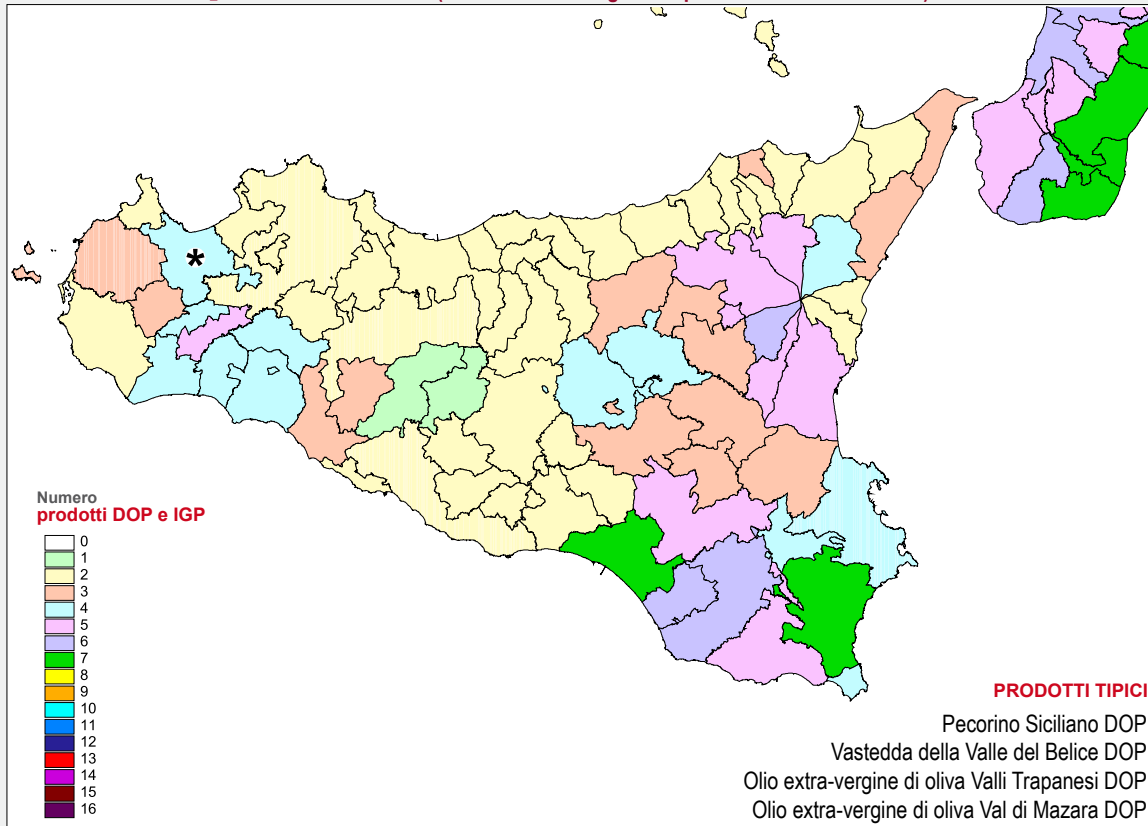 *
Numero
prodotti DOP e IGP
0
1
2
3
4
5
6
7
8
9
10
11
12
13
14
15
16
PRODOTTI TIPICI
Pecorino Siciliano DOP
Vastedda della Valle del Belice DOP
Olio extra-vergine di oliva Valli Trapanesi DOP
Olio extra-vergine di oliva Val di Mazara DOP